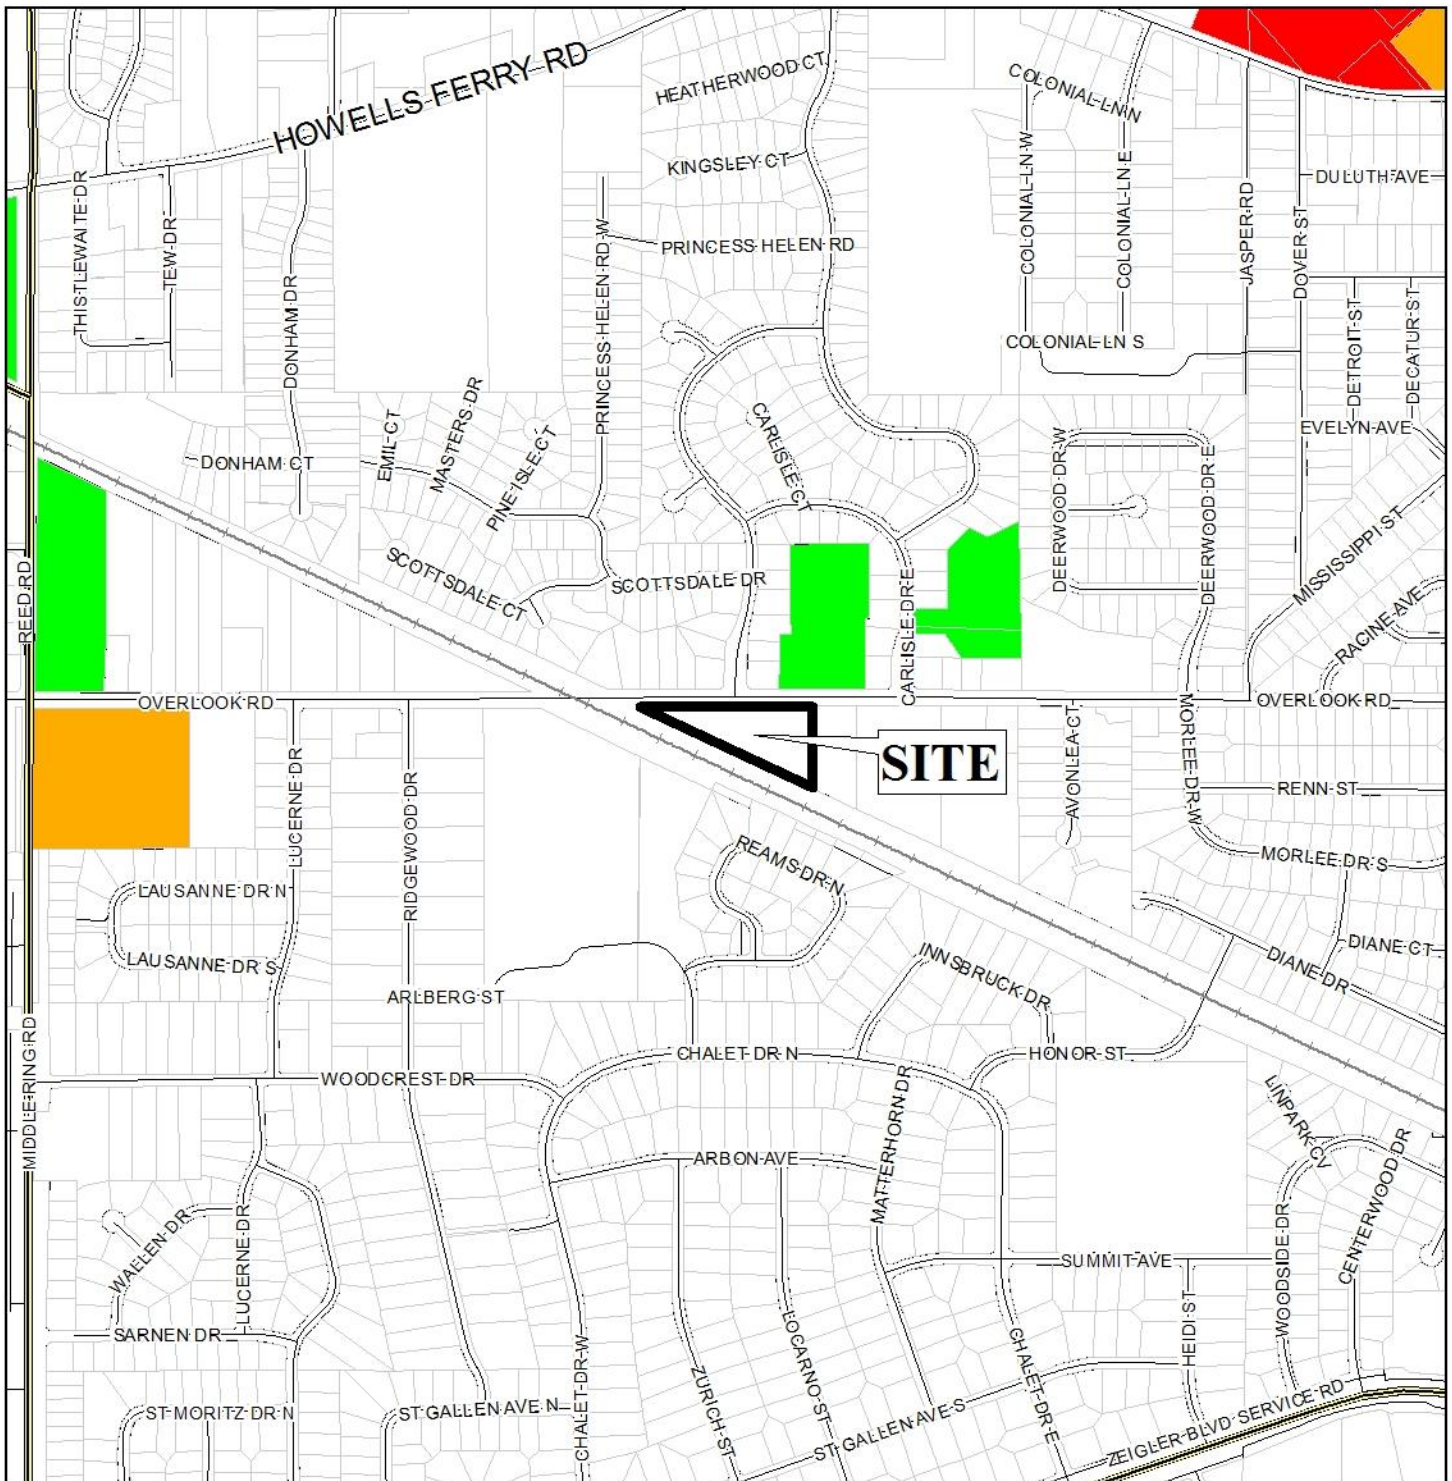 HOWELLS FERRY RD
HEATHERWOOD CT
COLONIAL LN N
KINGSLEY CT
COLONIAL LN W
COLONIAL LN E
DULUTH AVE
THISTLEWAITE DR
TEW DR
JASPER RD
DOVER ST
PRINCESS HELEN RD W
PRINCESS HELEN RD
DONHAM DR
DETROIT ST
DECATUR ST
COLONIAL LN S
EMIL CT
MASTERS DR
PINE ISLE CT
CARLISLE CT
EVELYN AVE
DONHAM CT
DEERWOOD DR W
DEERWOOD DR E
MISSISSIPPI ST
REED RD
SCOTTSDALE CT
SCOTTSDALE DR
CARLISLE DR E
RACINE AVE
OVERLOOK RD
OVERLOOK RD
SITE
LUCERNE DR
RIDGEWOOD DR
AVONLEA CT
MORLEE DR W
RENN ST
REAMS DR N
MORLEE DR S
LAUSANNE DR N
LAUSANNE DR S
INNSBRUCK DR
DIANE CT
DIANE DR
ARLBERG ST
MIDDLE RING RD
CHALET DR N
HONOR ST
WOODCREST DR
MATTERHORN DR
LINPARK CV
ARBON AVE
CENTERWOOD DR
WALLEN DR
LUCERNE DR
SUMMIT AVE
WOODSIDE DR
HEIDI ST
SARNEN DR
CHALET DR W
ZURICH ST
LOCARNO ST
CHALET DR E
ST MORITZ DR N
ST GALLEN AVE N
ST GALLEN AVE S
ZEIGLER BLVD SERVICE RD